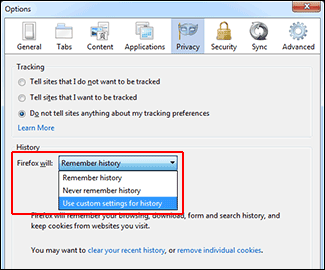 Options
General Tabs Content Applications Privacy Security Sync Advanced
Tracking
Tell sites that I do not want to be tracked
Tell sites that I want to be tracked
Do not tell sites anything about my tracking preferences
Learn More
History
Firefox will: Remember history
Remember history
Never remember history
Use custom settings for history
Firefox will remember your browsing, download, form and search history, and
keep cookies from websites you visit.
You may want to clear your recent history, or remove individual cookies.